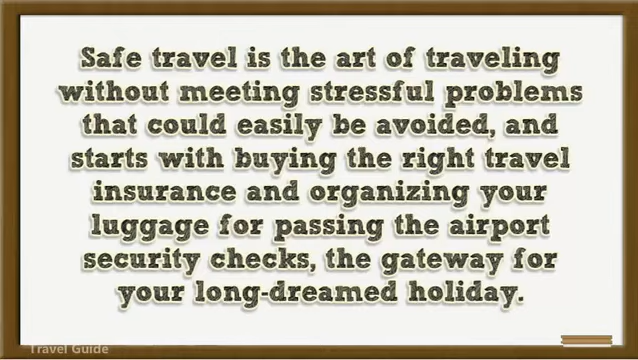 Safe travel is the art of traveling
without meeting stressful problems
that could easily be avoided, and
starts with buying the right travel
insurance and organizing your
luggage for passing the airport
security checks, the gateway for
your long-dreamed holiday.
Travel Guide